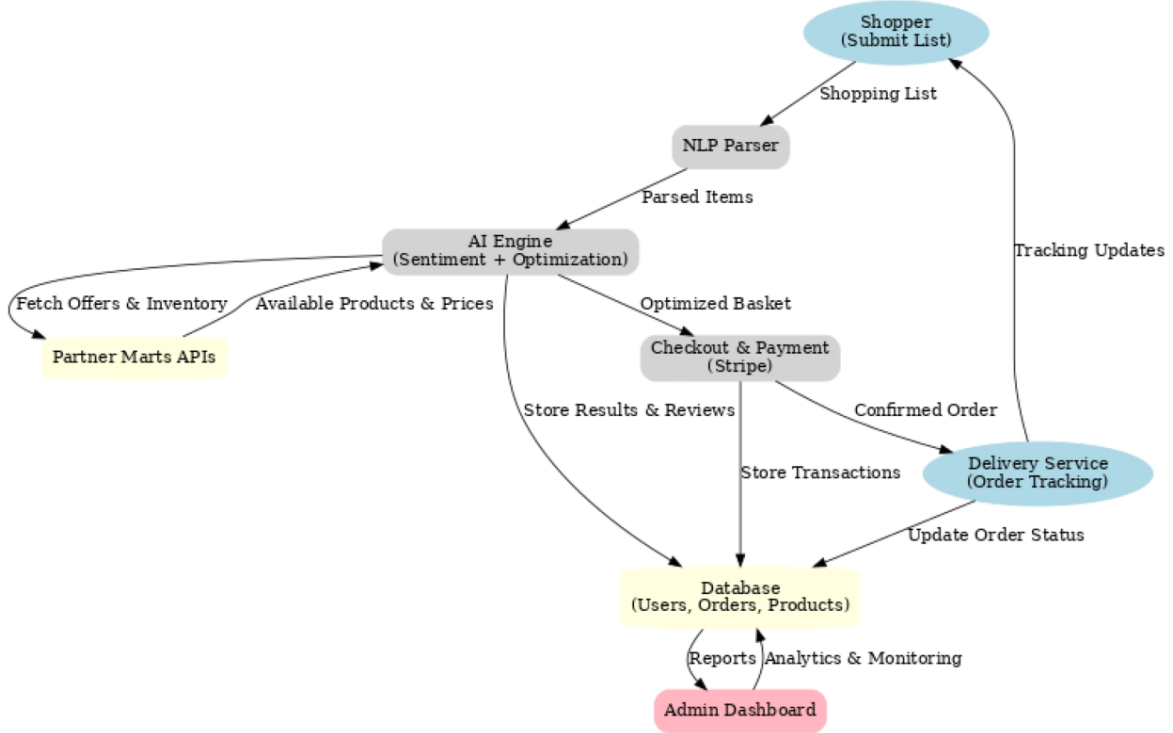 Shopper
(Submit List)
Shopping List
NLP Parser
Parsed Items
Tracking Updates
AI Engine
(Sentiment + Optimization)
Fetch Offers & Inventory
Available Products & Prices
Optimized Basket
Partner Marts APIs
Checkout & Payment
(Stripe)
Store Results & Reviews
Confirmed Order
Store Transactions
Delivery Service
(Order Tracking)
Update Order Status
Database
(Users, Orders, Products)
Reports
Analytics & Monitoring
Admin Dashboard